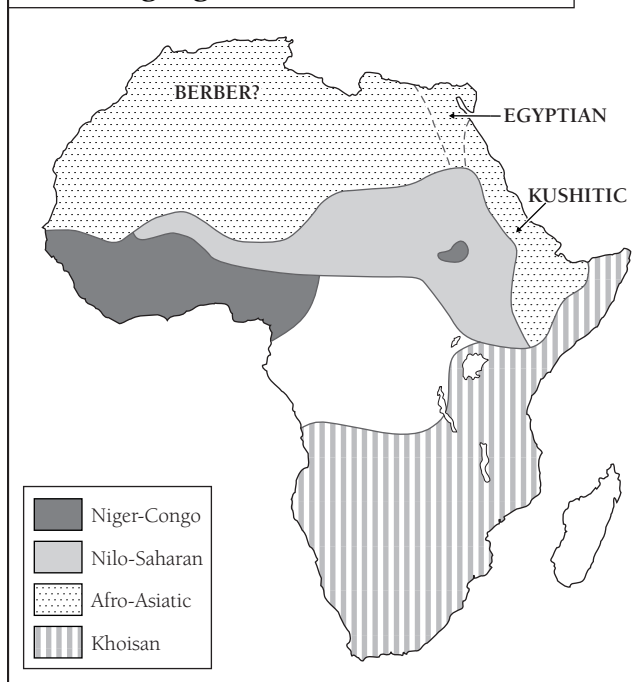 BERBER?
EGYPTIAN
KUSHITIC
Niger-Congo
Nilo-Saharan
Afro-Asiatic
Khoisan